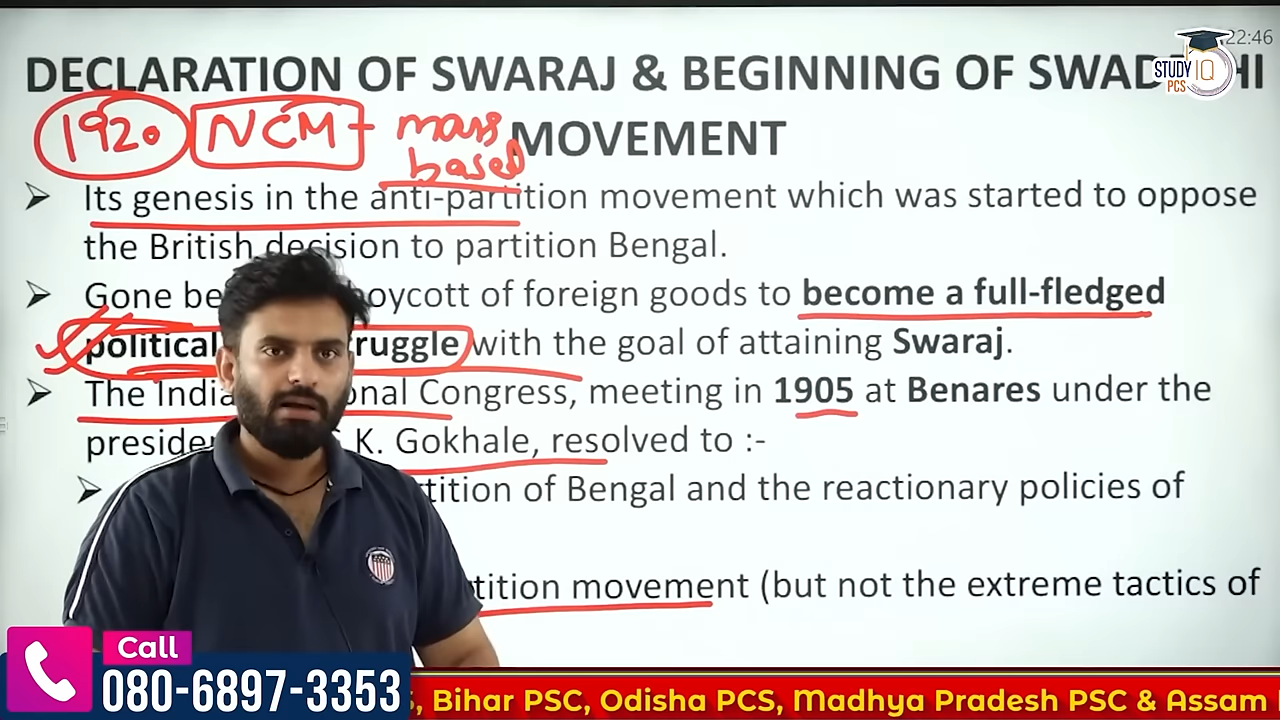 22:46
STUDY IQ
PCS
DECLARATION OF SWARAJ & BEGINNING OF SWAD HI
1920 NCM - mass
based
MOVEMENT
Its genesis in the anti-partition movement which was started to oppose
the British decision to partition Bengal.
Gone be oycott of foreign goods to become a full-fledged
political ruggle with the goal of attaining Swaraj.
The India onal Congress, meeting in 1905 at Benares under the
presiden K. Gokhale, resolved to :-
tition of Bengal and the reactionary policies of
tition movement (but not the extreme tactics of
Call
080-6897-3353
S, Bihar PSC, Odisha PCS, Madhya Pradesh PSC & Assam